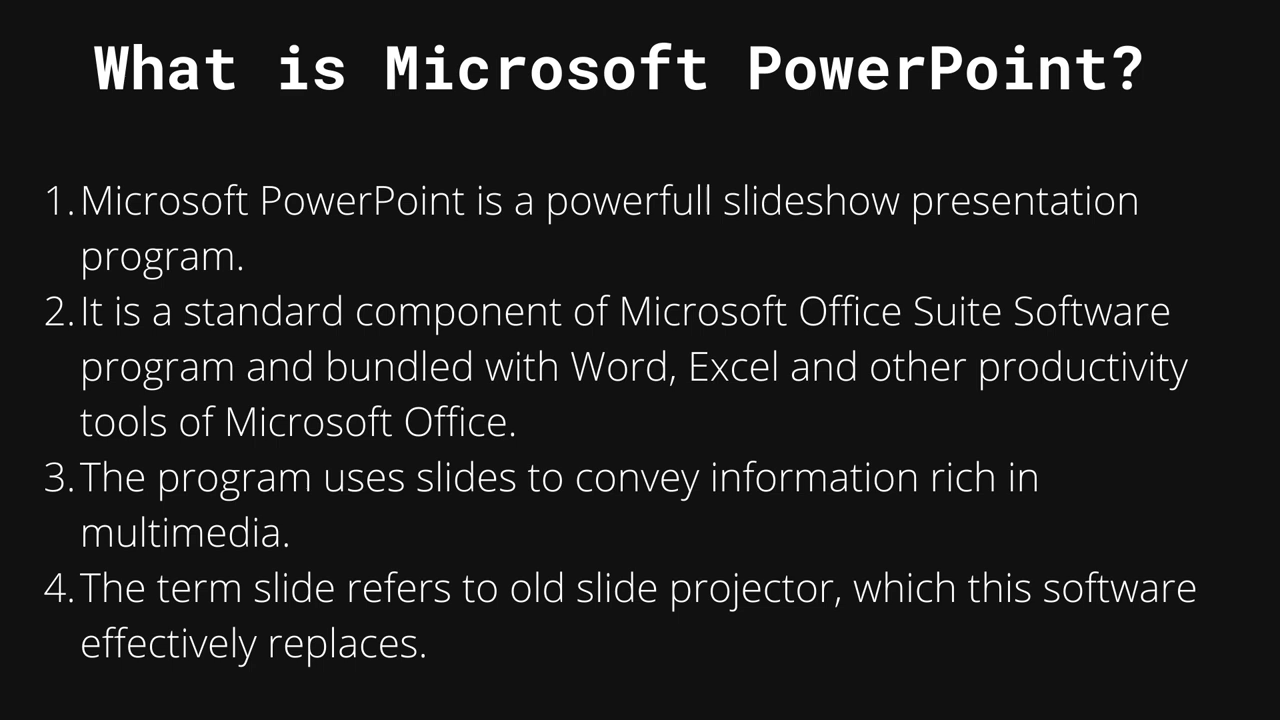 What is Microsoft PowerPoint?
1. Microsoft PowerPoint is a powerfull slideshow presentation
program.
2. It is a standard component of Microsoft Office Suite Software
program and bundled with Word, Excel and other productivity
tools of Microsoft Office.
3. The program uses slides to convey information rich in
multimedia.
4. The term slide refers to old slide projector, which this software
effectively replaces.